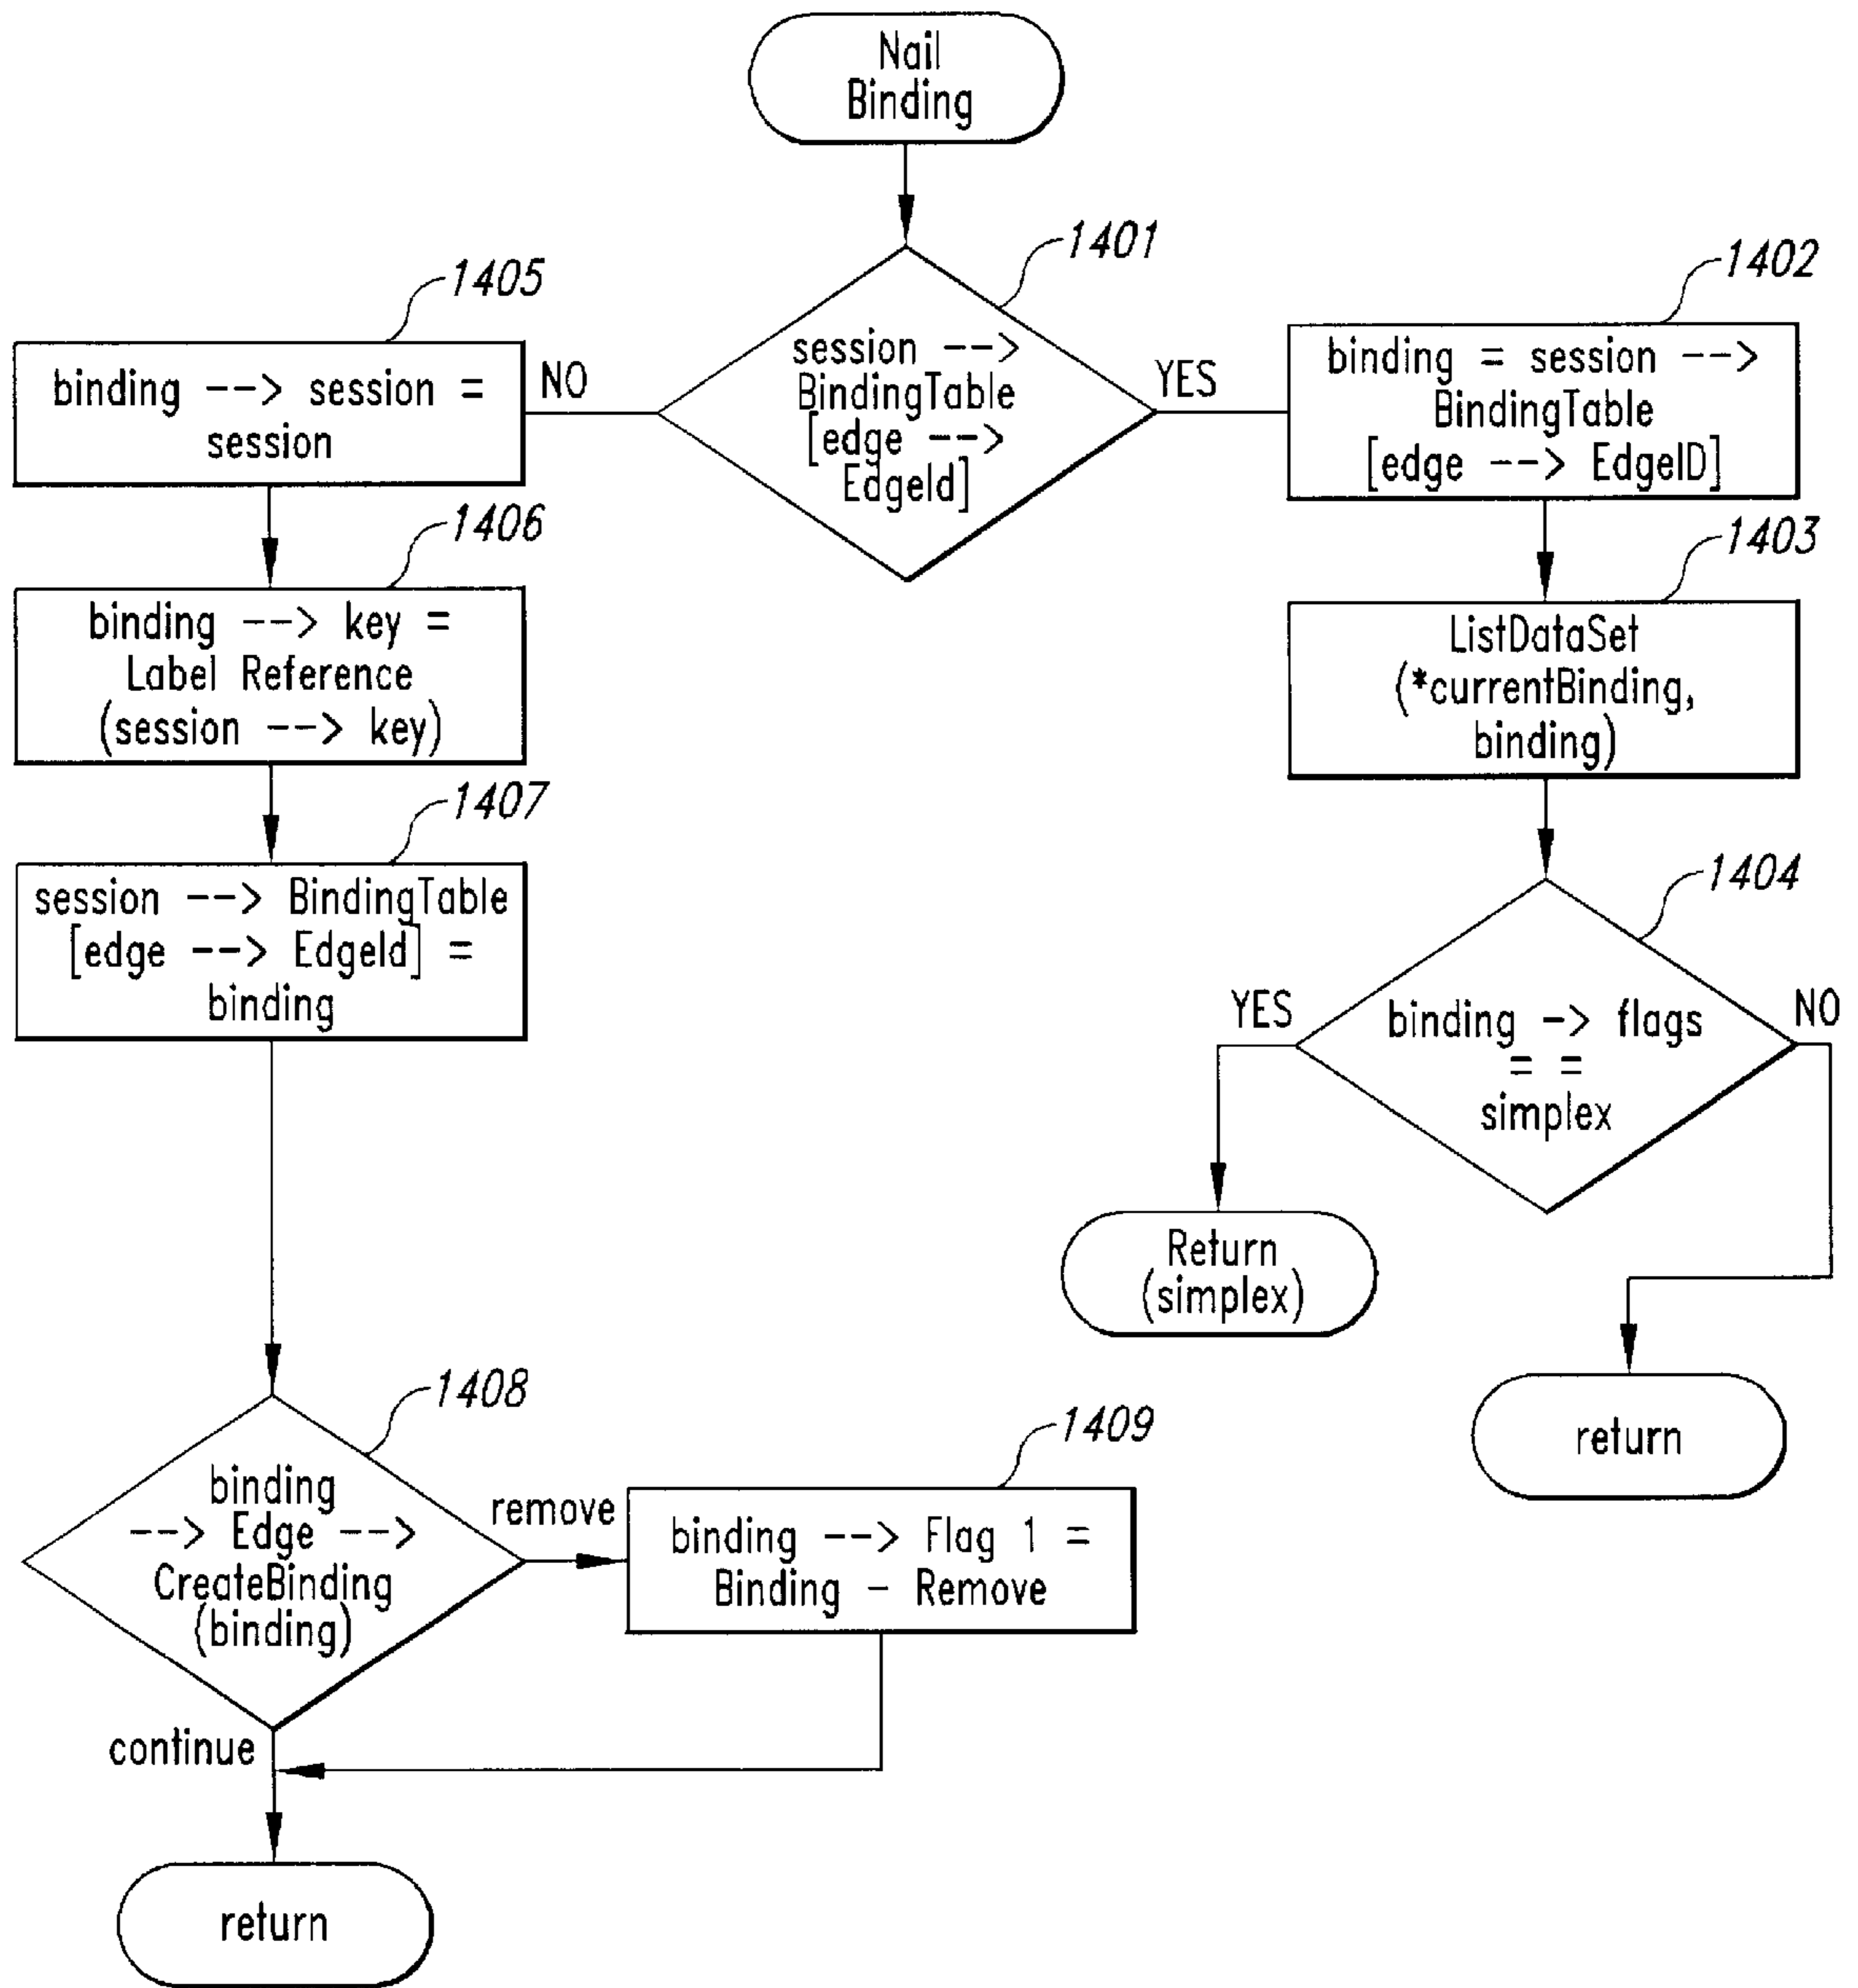 Nail
Binding
1401
session -->
BindingTable
[edge -->
EdgeId]
NO
YES
1402
binding = session -->
BindingTable
[edge --> EdgeID]
1403
ListDataSet
(*currentBinding,
binding)
1404
binding -> flags
= =
simplex
YES
NO
Return
(simplex)
return
1405
binding --> session =
session
1406
binding --> key =
Label Reference
(session --> key)
1407
session --> BindingTable
[edge --> EdgeId] =
binding
1408
binding
--> Edge -->
CreateBinding
(binding)
remove
1409
binding --> Flag 1 =
Binding - Remove
continue
return